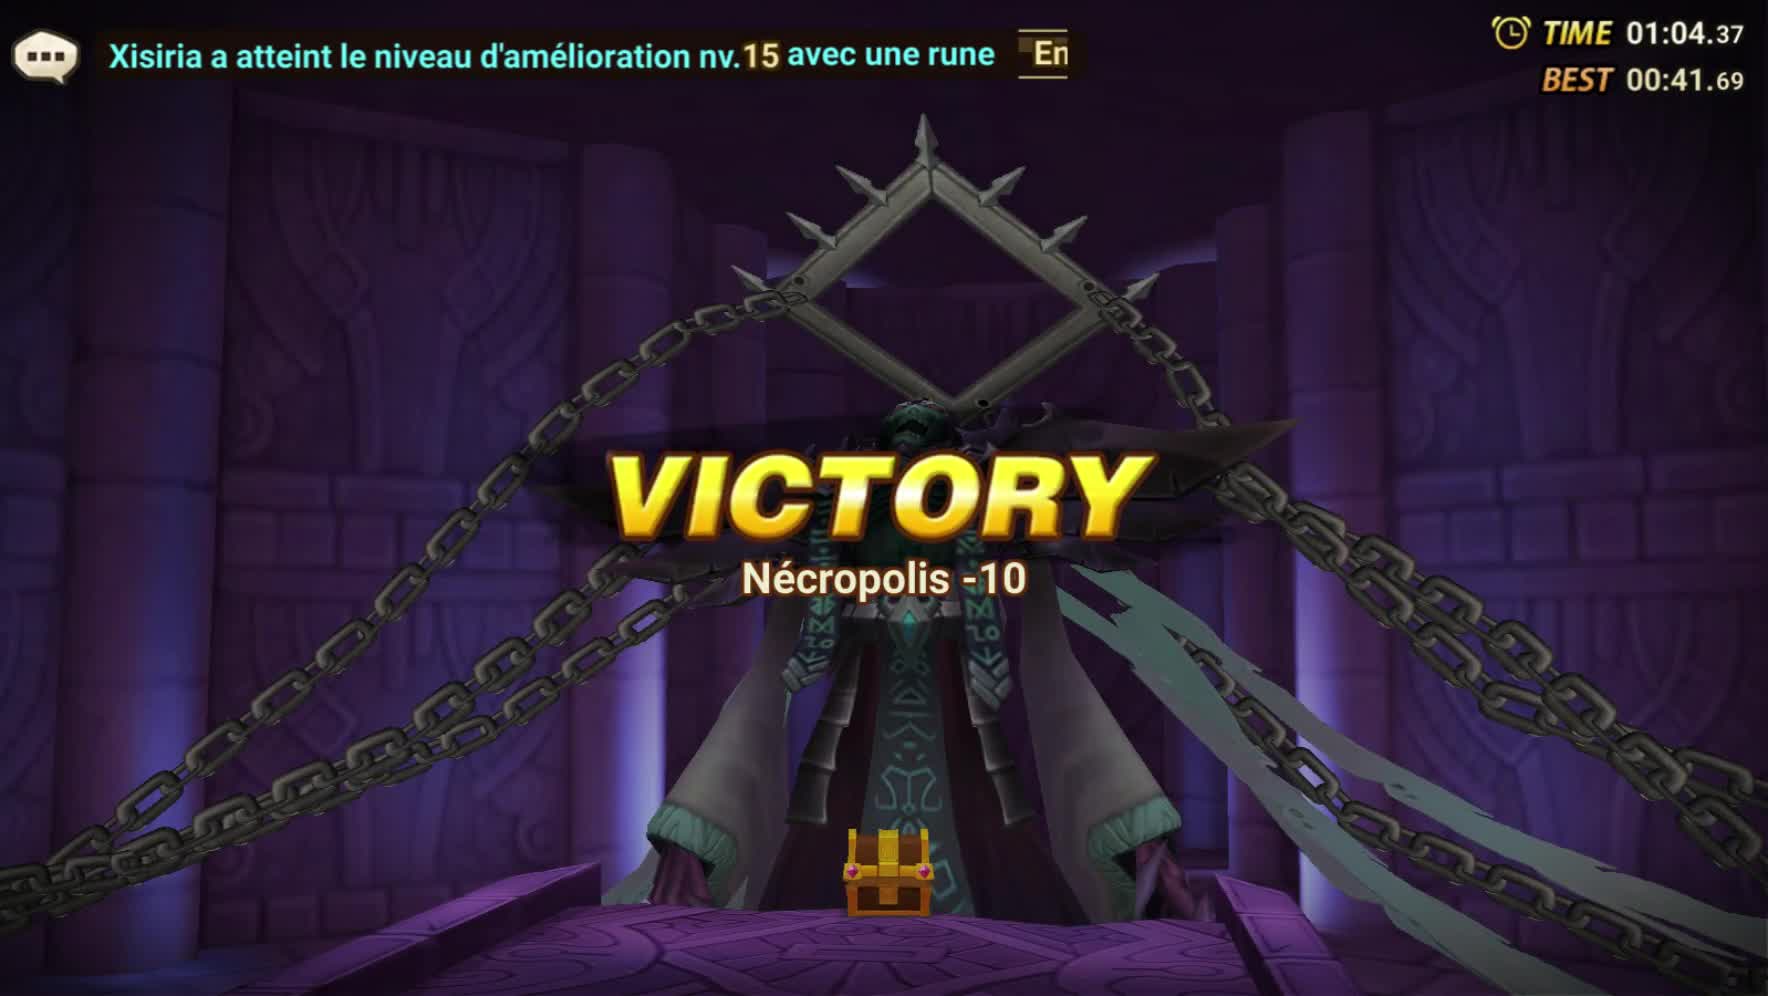 Xisiria a atteint le niveau d'amélioration nv.15 avec une rune En
TIME 01:04.37
BEST 00:41.69
VICTORY
Nécropolis -10